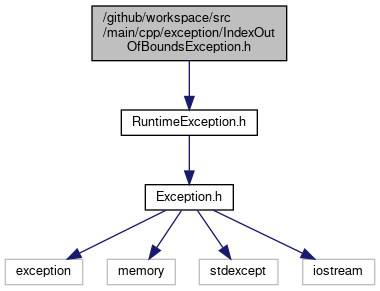 /github/workspace/src
/main/cpp/exception/IndexOut
OfBoundsException.h
RuntimeException.h
Exception.h
exception
memory
stdexcept
iostream